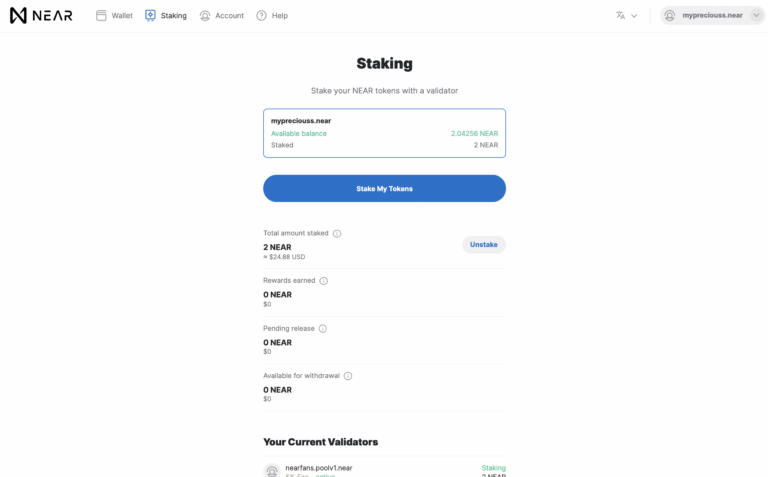 NEAR Wallet Staking Account Help mypreciouss.near
Staking
Stake your NEAR tokens with a validator
mypreciouss.near
Available balance 2.04256 NEAR
Staked 2 NEAR
Stake My Tokens
Total amount staked
2 NEAR
Unstake
≈ $24.88 USD
Rewards earned
0 NEAR
$0
Pending release
0 NEAR
$0
Available for withdrawal
0 NEAR
$0
Your Current Validators
nearfans.poolv1.near Staking
2 NEAR